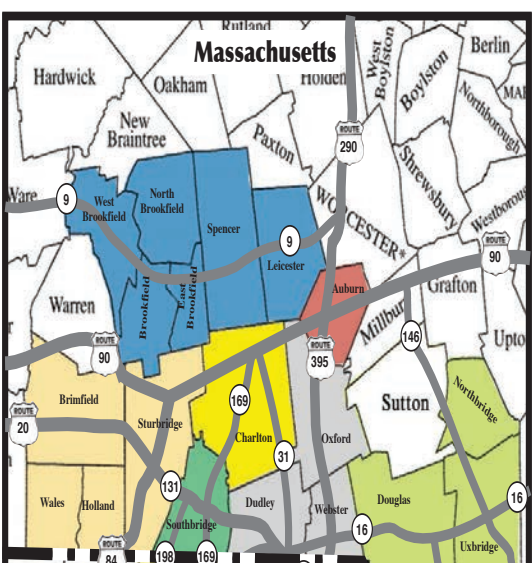 Rutland
Massachusetts
Hardwick
Oakham
Holden
West
Boylston
Boylston
Berlin
Northborough
MAR
New
Braintree
Paxton
ROUTE
290
Shrewsbury
Westborough
Ware
9
West
Brookfield
North
Brookfield
Spencer
9
Leicester
WORCESTER*
ROUTE
90
Auburn
Grafton
Millbury
Warren
Brookfield
East
Brookfield
Upto
146
ROUTE
90
ROUTE
395
Brimfield
Sturbridge
169
Charlton
31
Oxford
Sutton
Northbridge
ROUTE
20
131
Wales
Holland
Southbridge
Dudley
Webster
Douglas
16
16
Uxbridge
ROUTE
84
198
169